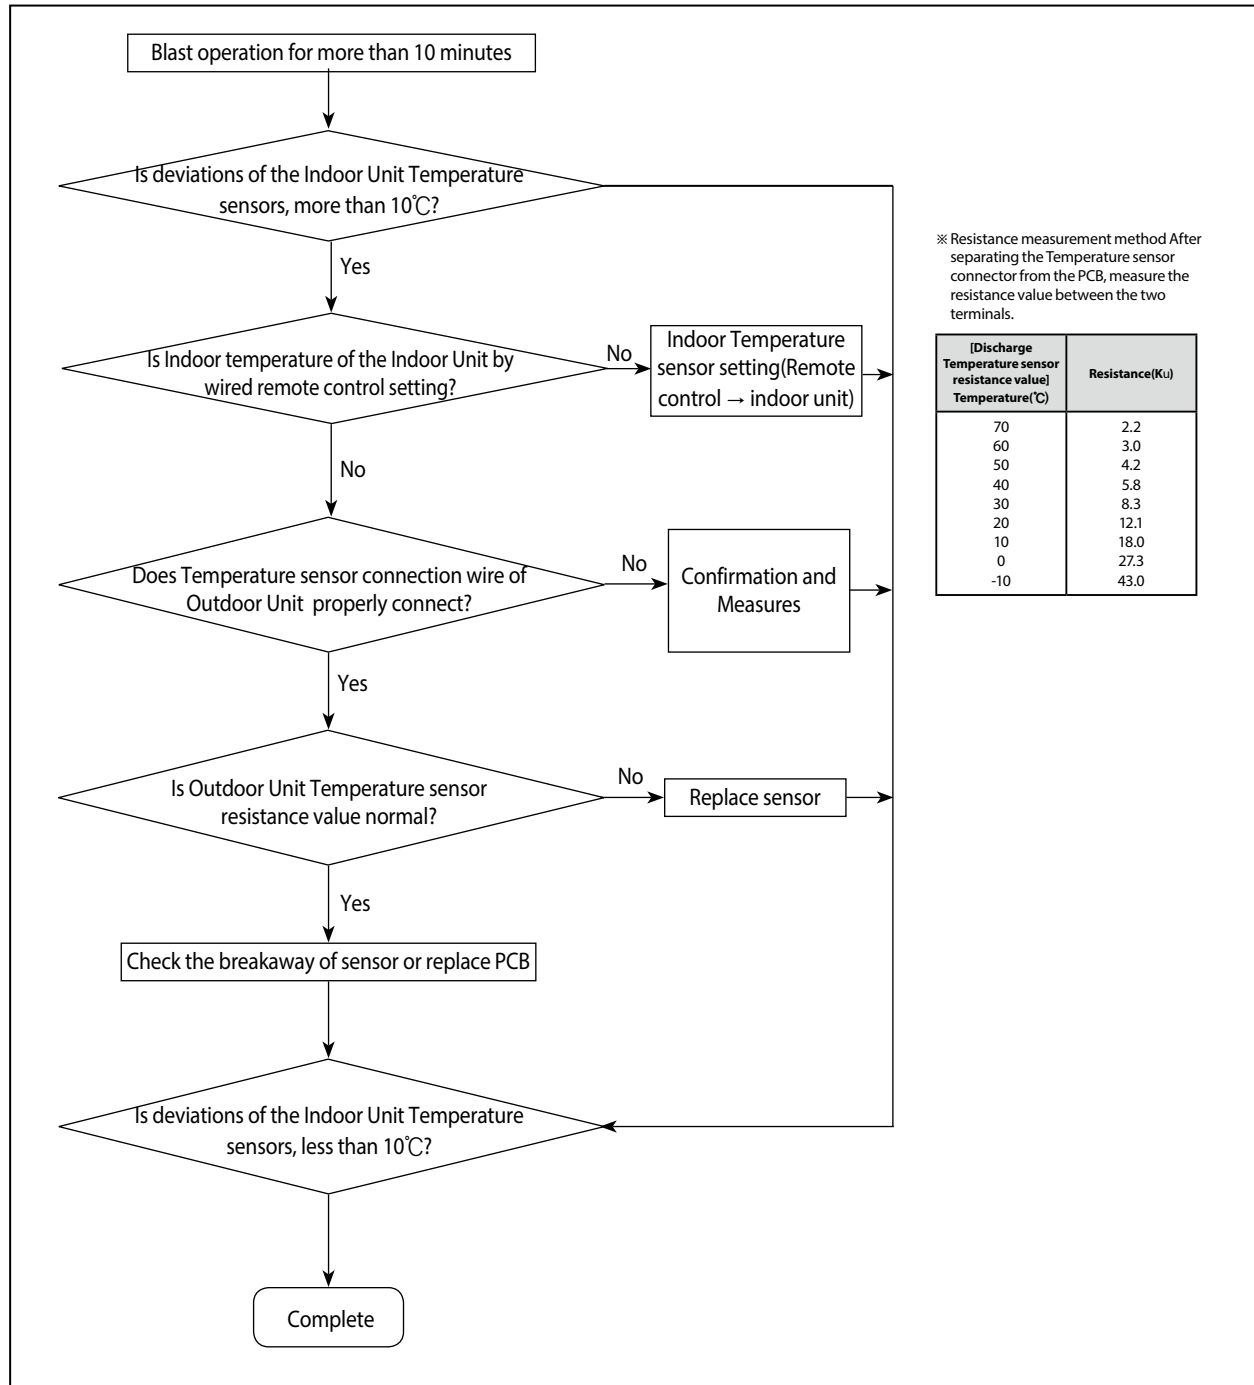 Blast operation for more than 10 minutes
Is deviations of the Indoor Unit Temperature
sensors, more than 10℃?
Yes
Is Indoor temperature of the Indoor Unit by
wired remote control setting?
No
Indoor Temperature
sensor setting(Remote
control → indoor unit)
No
Does Temperature sensor connection wire of
Outdoor Unit properly connect?
No
Confirmation and
Measures
Yes
Is Outdoor Unit Temperature sensor
resistance value normal?
No
Replace sensor
Yes
Check the breakaway of sensor or replace PCB
Is deviations of the Indoor Unit Temperature
sensors, less than 10℃?
Complete
※ Resistance measurement method After
separating the Temperature sensor
connector from the PCB, measure the
resistance value between the two
terminals.
[Discharge
Temperature sensor
resistance value]
Temperature(℃)
Resistance(Ku)
70 2.2
60 3.0
50 4.2
40 5.8
30 8.3
20 12.1
10 18.0
0 27.3
-10 43.0